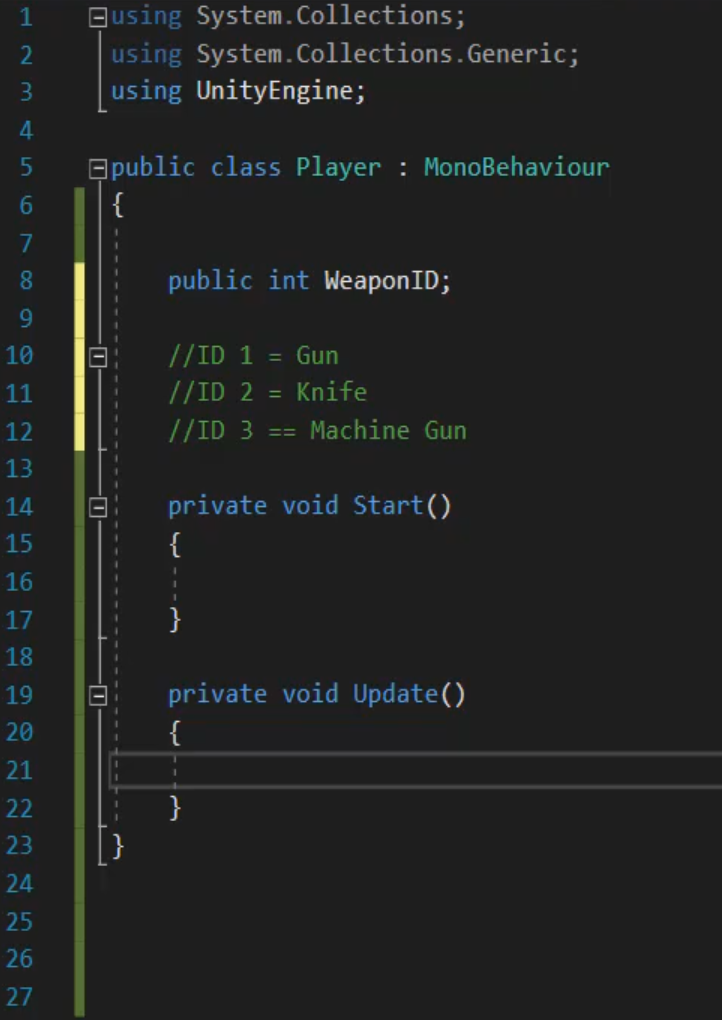 1 using System.Collections;
2 using System.Collections.Generic;
3 using UnityEngine;
4
5 public class Player : MonoBehaviour
6 {
7
8 public int WeaponID;
9
10 //ID 1 = Gun
11 //ID 2 = Knife
12 //ID 3 == Machine Gun
13
14 private void Start()
15 {
16
17 }
18
19 private void Update()
20 {
21
22 }
23 }
24
25
26
27